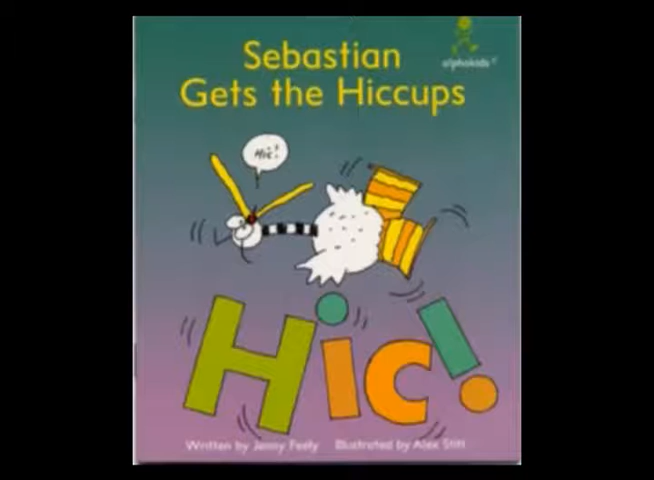 Sebastian
alphakids
Gets the Hiccups
Hic!
Hic!
Written by Jenny Feely Illustrated by Alex Stitt